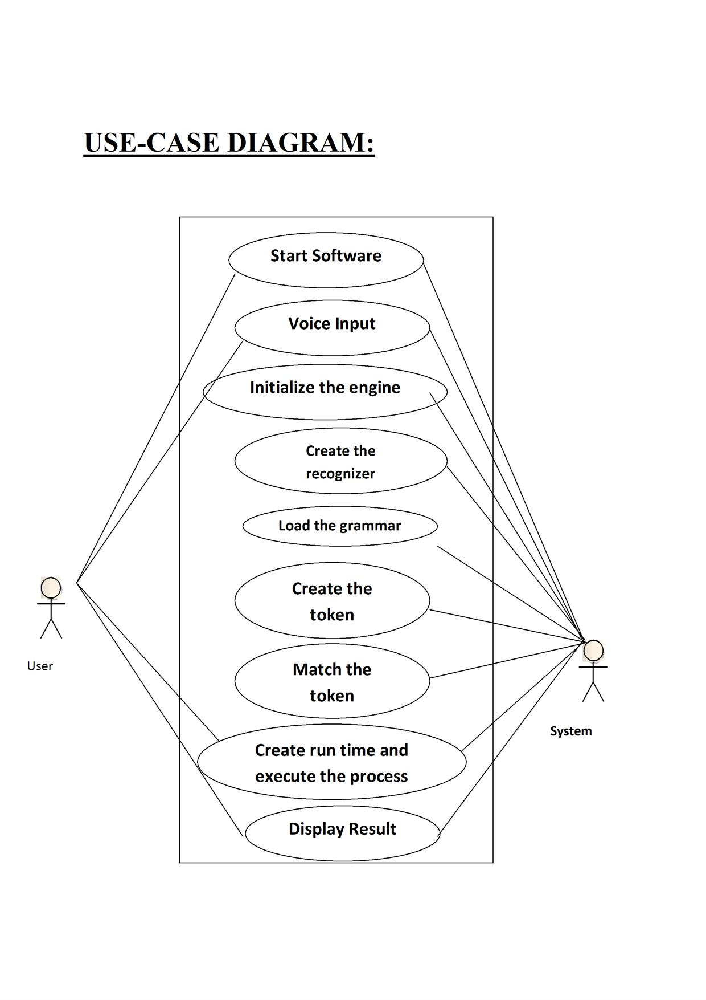 USE-CASE DIAGRAM:
Start Software
Voice Input
Initialize the engine
Create the
recognizer
Load the grammar
Create the
token
Match the
token
User
System
Create run time and
execute the process
Display Result